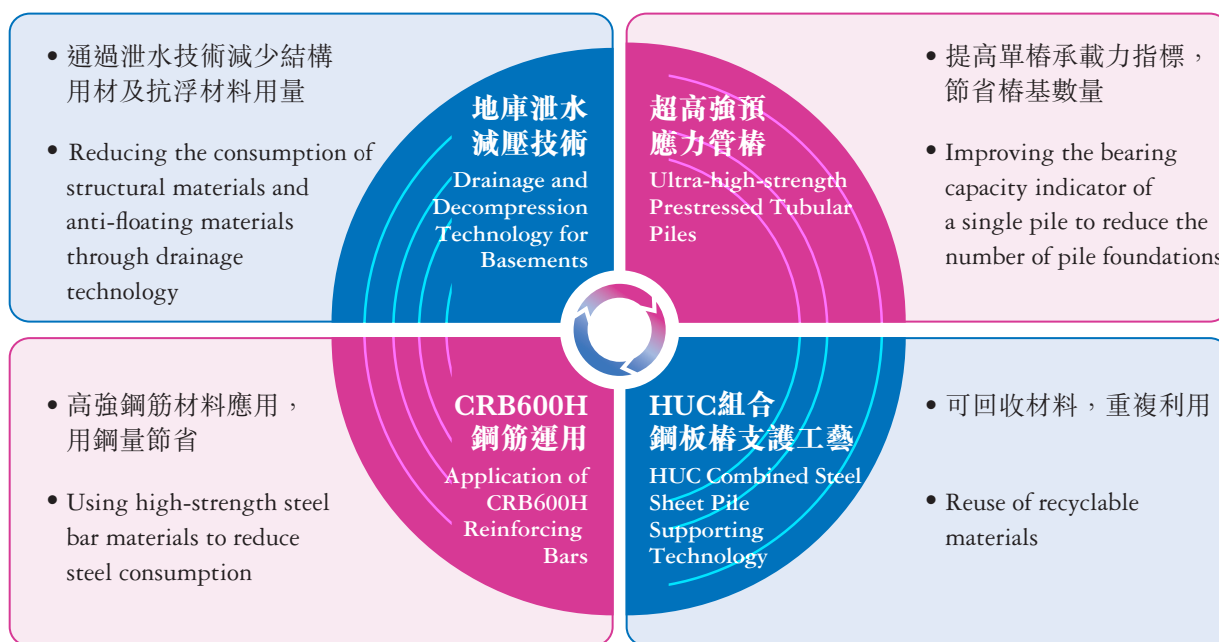 通過泄水技術減少結構
用材及抗浮材料用量
Reducing the consumption of
structural materials and
anti-floating materials
through drainage
technology
地庫泄水
減壓技術
Drainage and
Decompression
Technology for
Basements
超高強預
應力管樁
Ultra-high-strength
Prestressed Tubular
Piles
提高單樁承載力指標，
節省樁基數量
Improving the bearing
capacity indicator of
a single pile to reduce the
number of pile foundations
高強鋼筋材料應用，
用鋼量節省
Using high-strength steel
bar materials to reduce
steel consumption
CRB600H
鋼筋運用
Application of
CRB600H
Reinforcing
Bars
HUC組合
鋼板樁支護工藝
HUC Combined Steel
Sheet Pile
Supporting
Technology
可回收材料，重複利用
Reuse of recyclable
materials